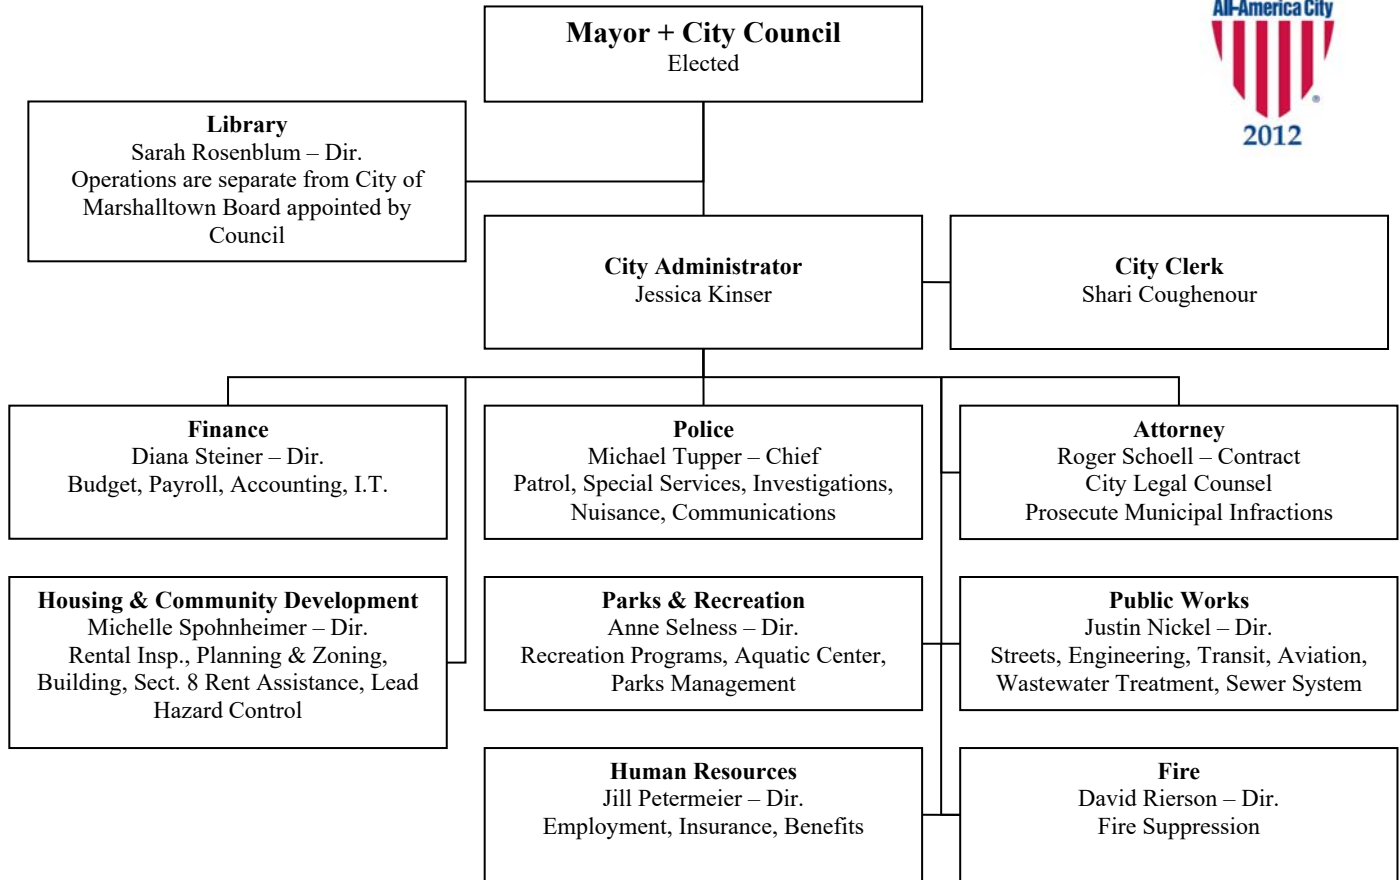 All-America City
2012
Mayor + City Council
Elected
Library
Sarah Rosenblum – Dir.
Operations are separate from City of
Marshalltown Board appointed by
Council
City Administrator
Jessica Kinser
City Clerk
Shari Coughenour
Finance
Diana Steiner – Dir.
Budget, Payroll, Accounting, I.T.
Police
Michael Tupper – Chief
Patrol, Special Services, Investigations,
Nuisance, Communications
Attorney
Roger Schoell – Contract
City Legal Counsel
Prosecute Municipal Infractions
Housing & Community Development
Michelle Spohnheimer – Dir.
Rental Insp., Planning & Zoning,
Building, Sect. 8 Rent Assistance, Lead
Hazard Control
Parks & Recreation
Anne Selness – Dir.
Recreation Programs, Aquatic Center,
Parks Management
Public Works
Justin Nickel – Dir.
Streets, Engineering, Transit, Aviation,
Wastewater Treatment, Sewer System
Human Resources
Jill Petermeier – Dir.
Employment, Insurance, Benefits
Fire
David Rierson – Dir.
Fire Suppression